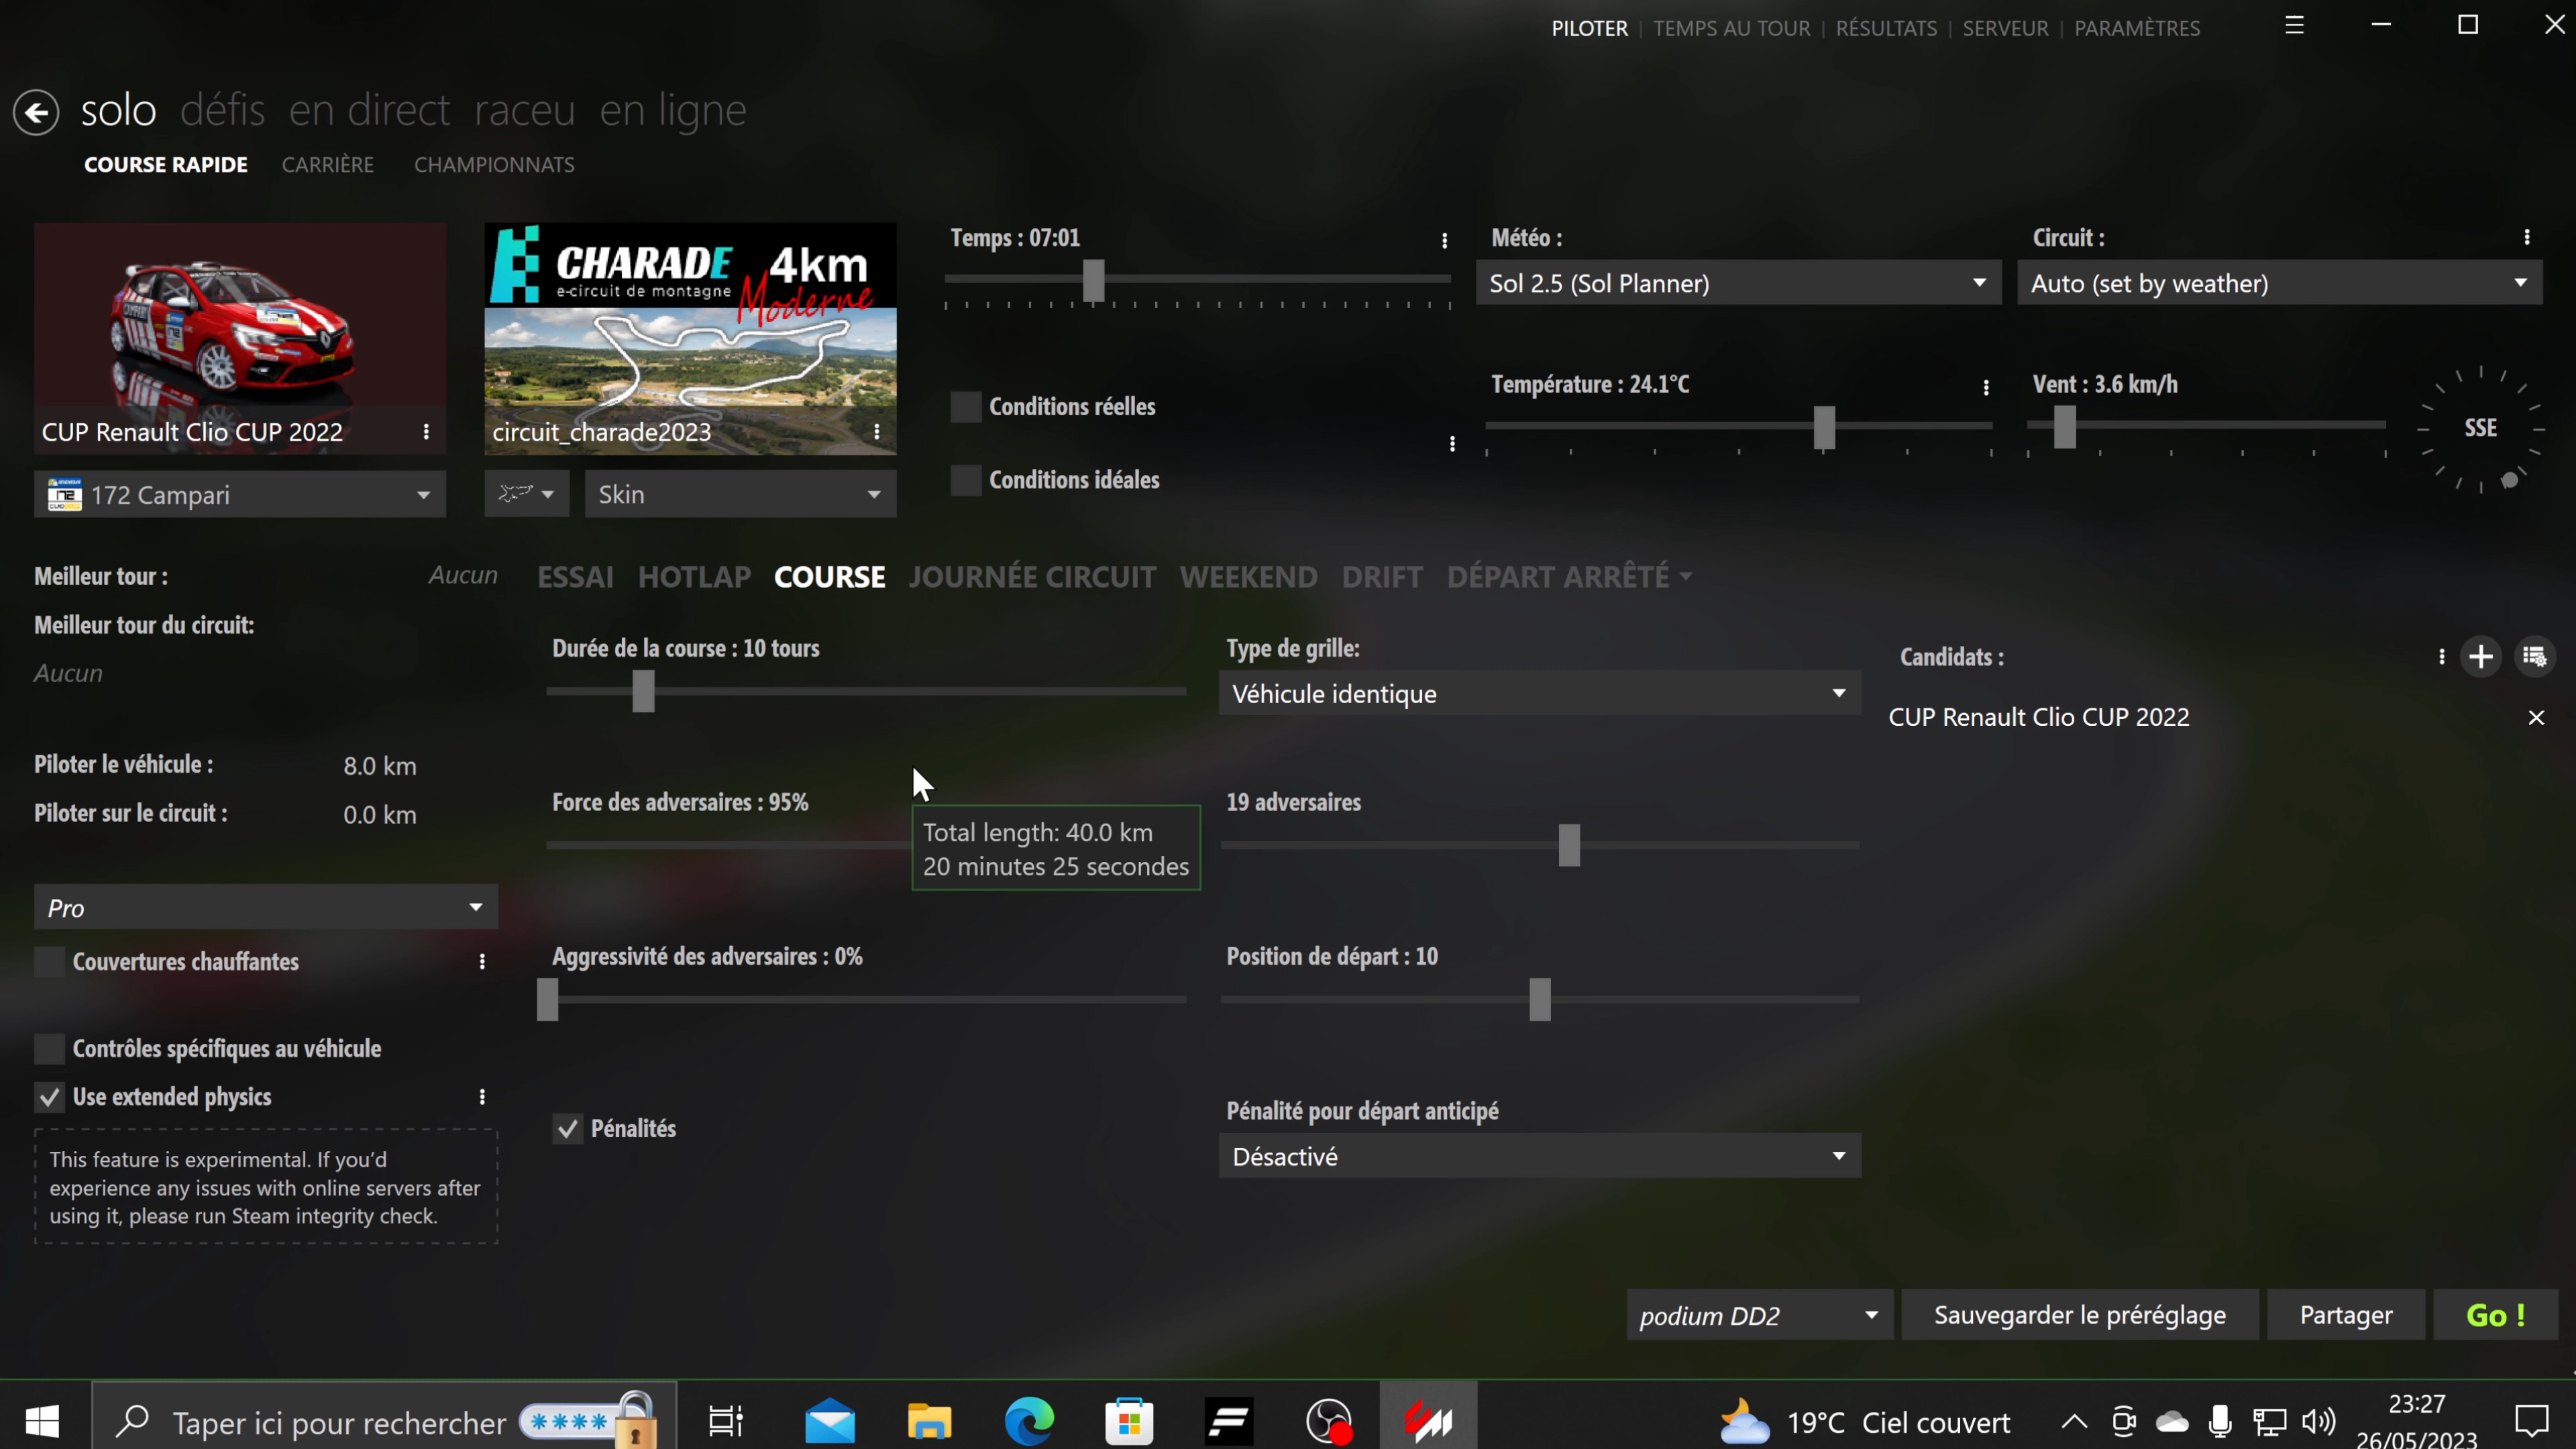 PILOTER | TEMPS AU TOUR | RÉSULTATS | SERVEUR | PARAMÈTRES
solo défis en direct raceu en ligne
COURSE RAPIDE CARRIÈRE CHAMPIONNATS
CHARADE 4km
e-circuit de montagne Moderne
CUP Renault Clio CUP 2022
circuit_charade2023
172 Campari
Skin
Temps : 07:01
Météo :
Circuit :
Sol 2.5 (Sol Planner)
Auto (set by weather)
Conditions réelles
Température : 24.1°C
Vent : 3.6 km/h
SSE
Conditions idéales
Meilleur tour : Aucun
Meilleur tour du circuit:
Aucun
Piloter le véhicule : 8.0 km
Piloter sur le circuit : 0.0 km
Pro
Couvertures chauffantes
Contrôles spécifiques au véhicule
Use extended physics
This feature is experimental. If you’d
experience any issues with online servers after
using it, please run Steam integrity check.
ESSAI HOTLAP COURSE JOURNÉE CIRCUIT WEEKEND DRIFT DÉPART ARRÊTÉ
Durée de la course : 10 tours
Force des adversaires : 95%
Total length: 40.0 km
20 minutes 25 secondes
Aggressivité des adversaires : 0%
Pénalités
Type de grille:
Véhicule identique
19 adversaires
Position de départ : 10
Pénalité pour départ anticipé
Désactivé
Candidats :
CUP Renault Clio CUP 2022
podium DD2
Sauvegarder le préréglage
Partager
Go !
Taper ici pour rechercher
****
19°C Ciel couvert
23:27
26/05/2023